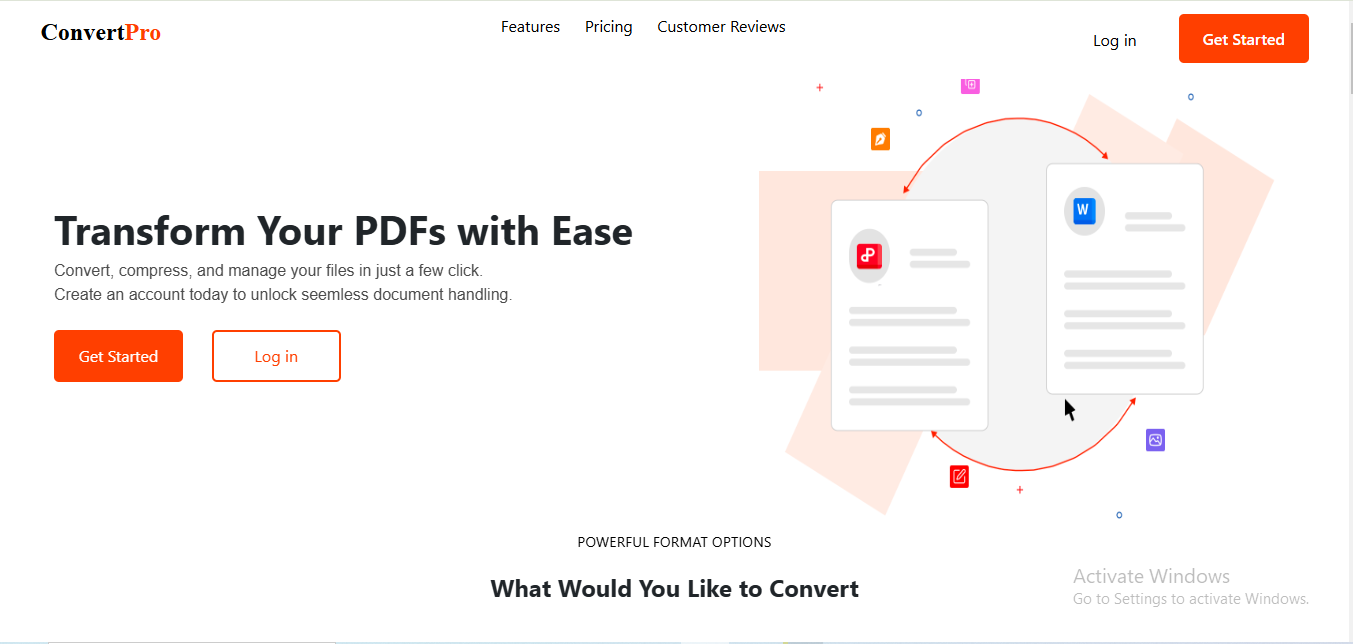 ConvertPro
Features Pricing Customer Reviews
Log in
Get Started
W
Transform Your PDFs with Ease
Convert, compress, and manage your files in just a few click.
Create an account today to unlock seemless document handling.
Get Started
Log in
POWERFUL FORMAT OPTIONS
What Would You Like to Convert
Activate Windows
Go to Settings to activate Windows.